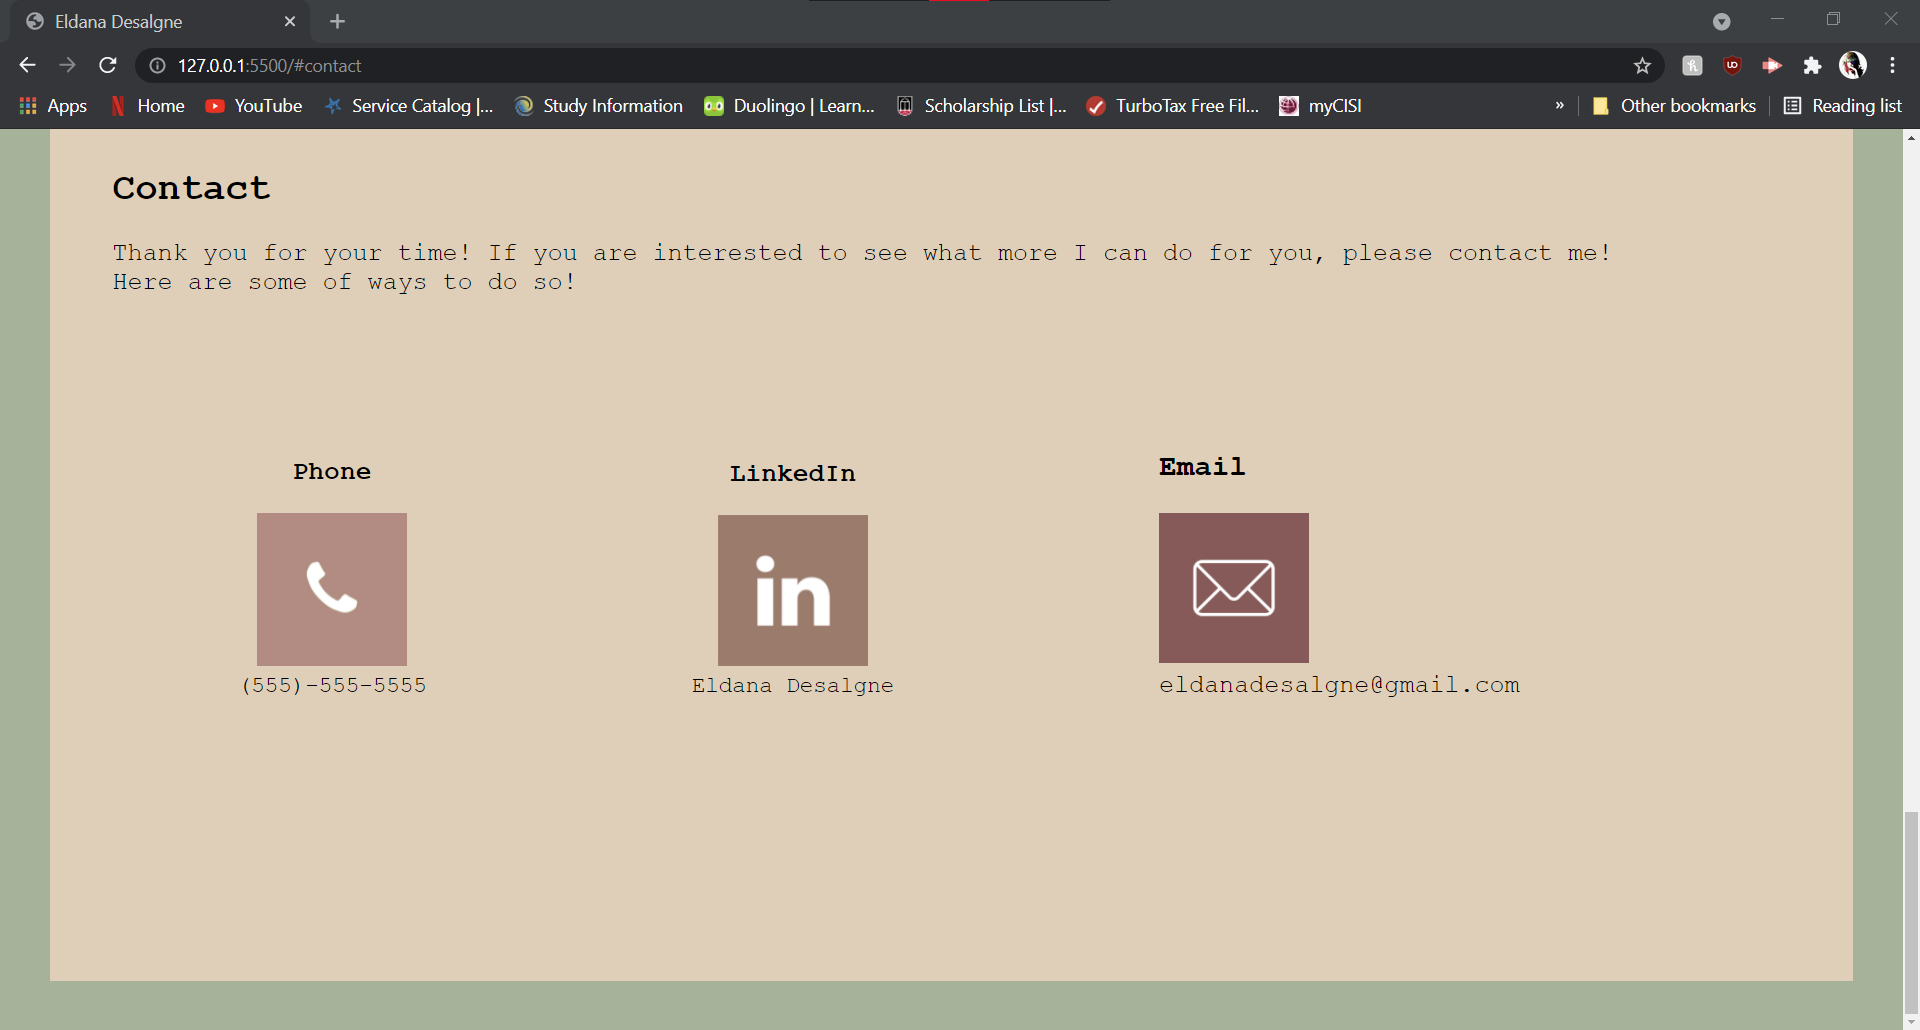 Eldana Desalgne
127.0.0.1:5500/#contact
Apps Home YouTube Service Catalog |... Study Information Duolingo | Learn... Scholarship List |... TurboTax Free Fil... myCISI » Other bookmarks Reading list
Contact
Thank you for your time! If you are interested to see what more I can do for you, please contact me!
Here are some of ways to do so!
Phone
LinkedIn
Email
in
(555)-555-5555
Eldana Desalgne
eldanadesalgne@gmail.com